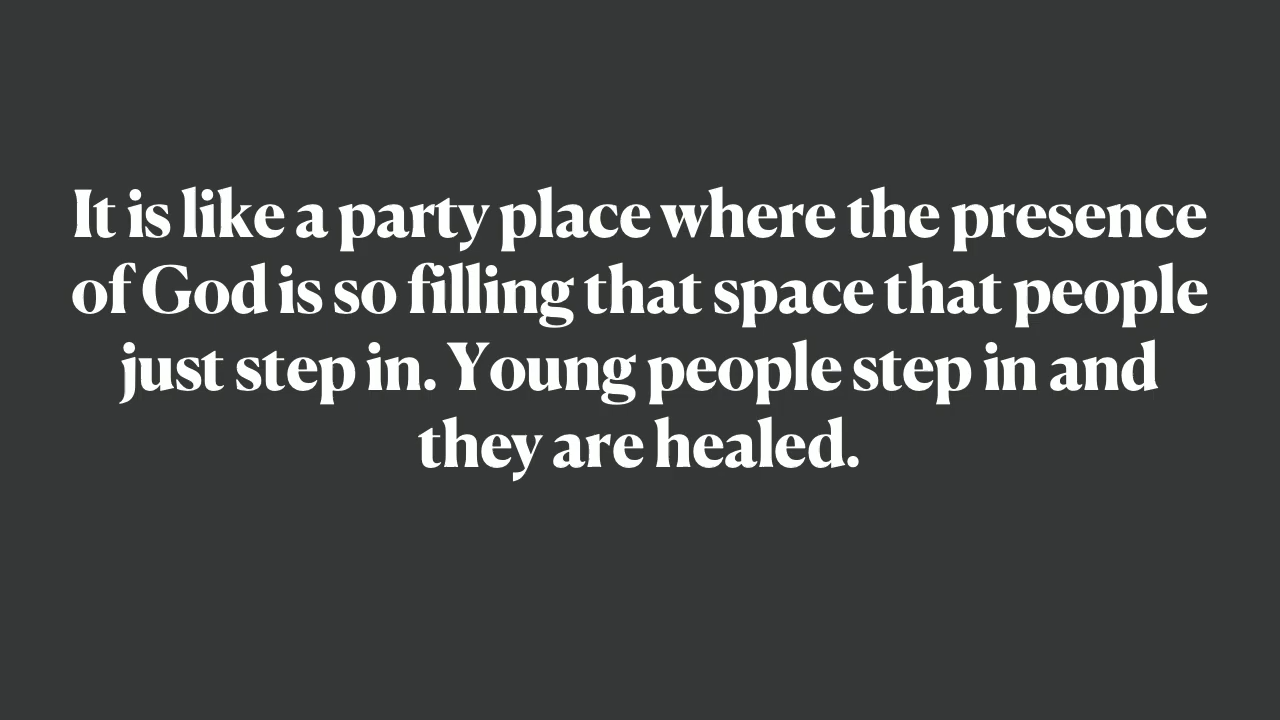 It is like a party place where the presence
of God is so filling that space that people
just step in. Young people step in and
they are healed.